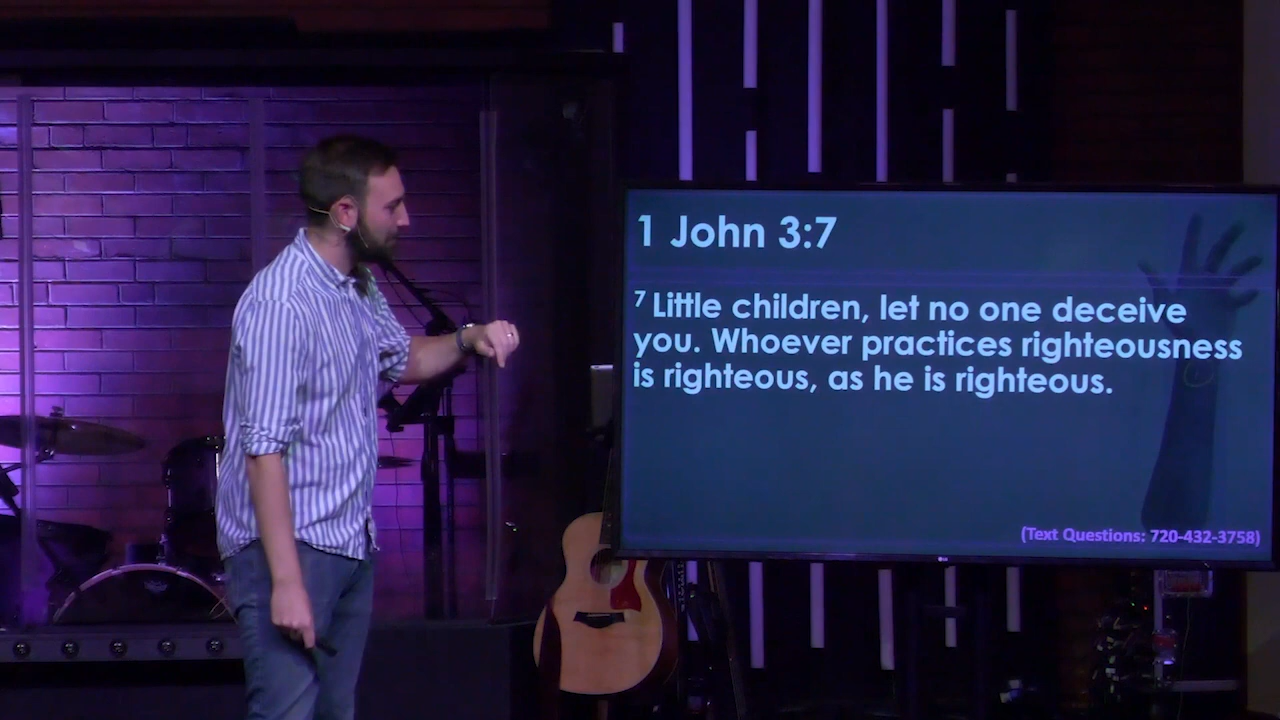 1 John 3:7
7 Little children, let no one deceive
you. Whoever practices righteousness
is righteous, as he is righteous.
(Text Questions: 720-432-3758)
LG